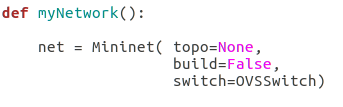 def myNetwork():
net = Mininet( topo=None,
build=False,
switch=OVSSwitch)